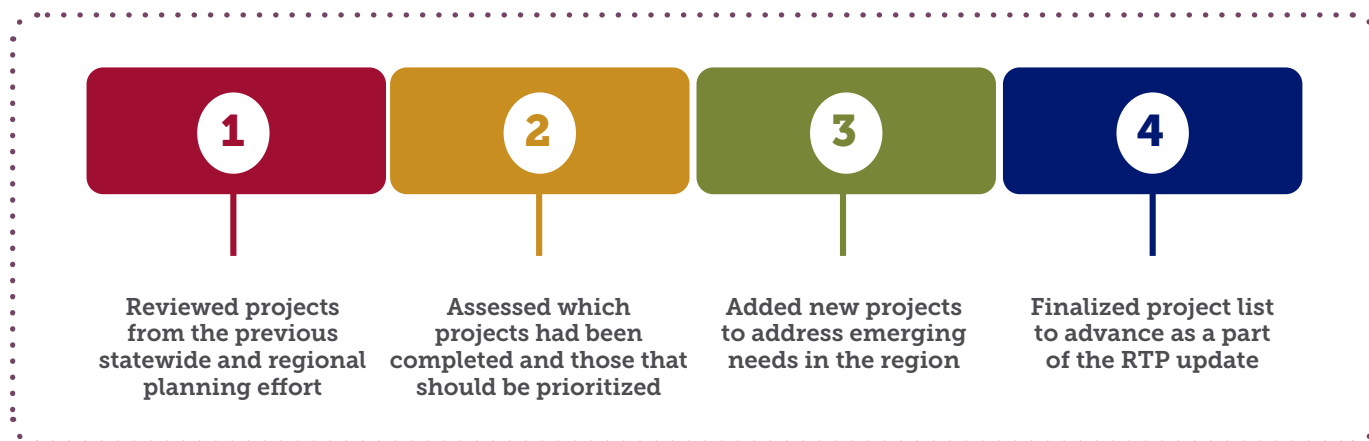 1
2
3
4
Reviewed projects
from the previous
statewide and regional
planning effort
Assessed which
projects had been
completed and those that
should be prioritized
Added new projects
to address emerging
needs in the region
Finalized project list
to advance as a part
of the RTP update